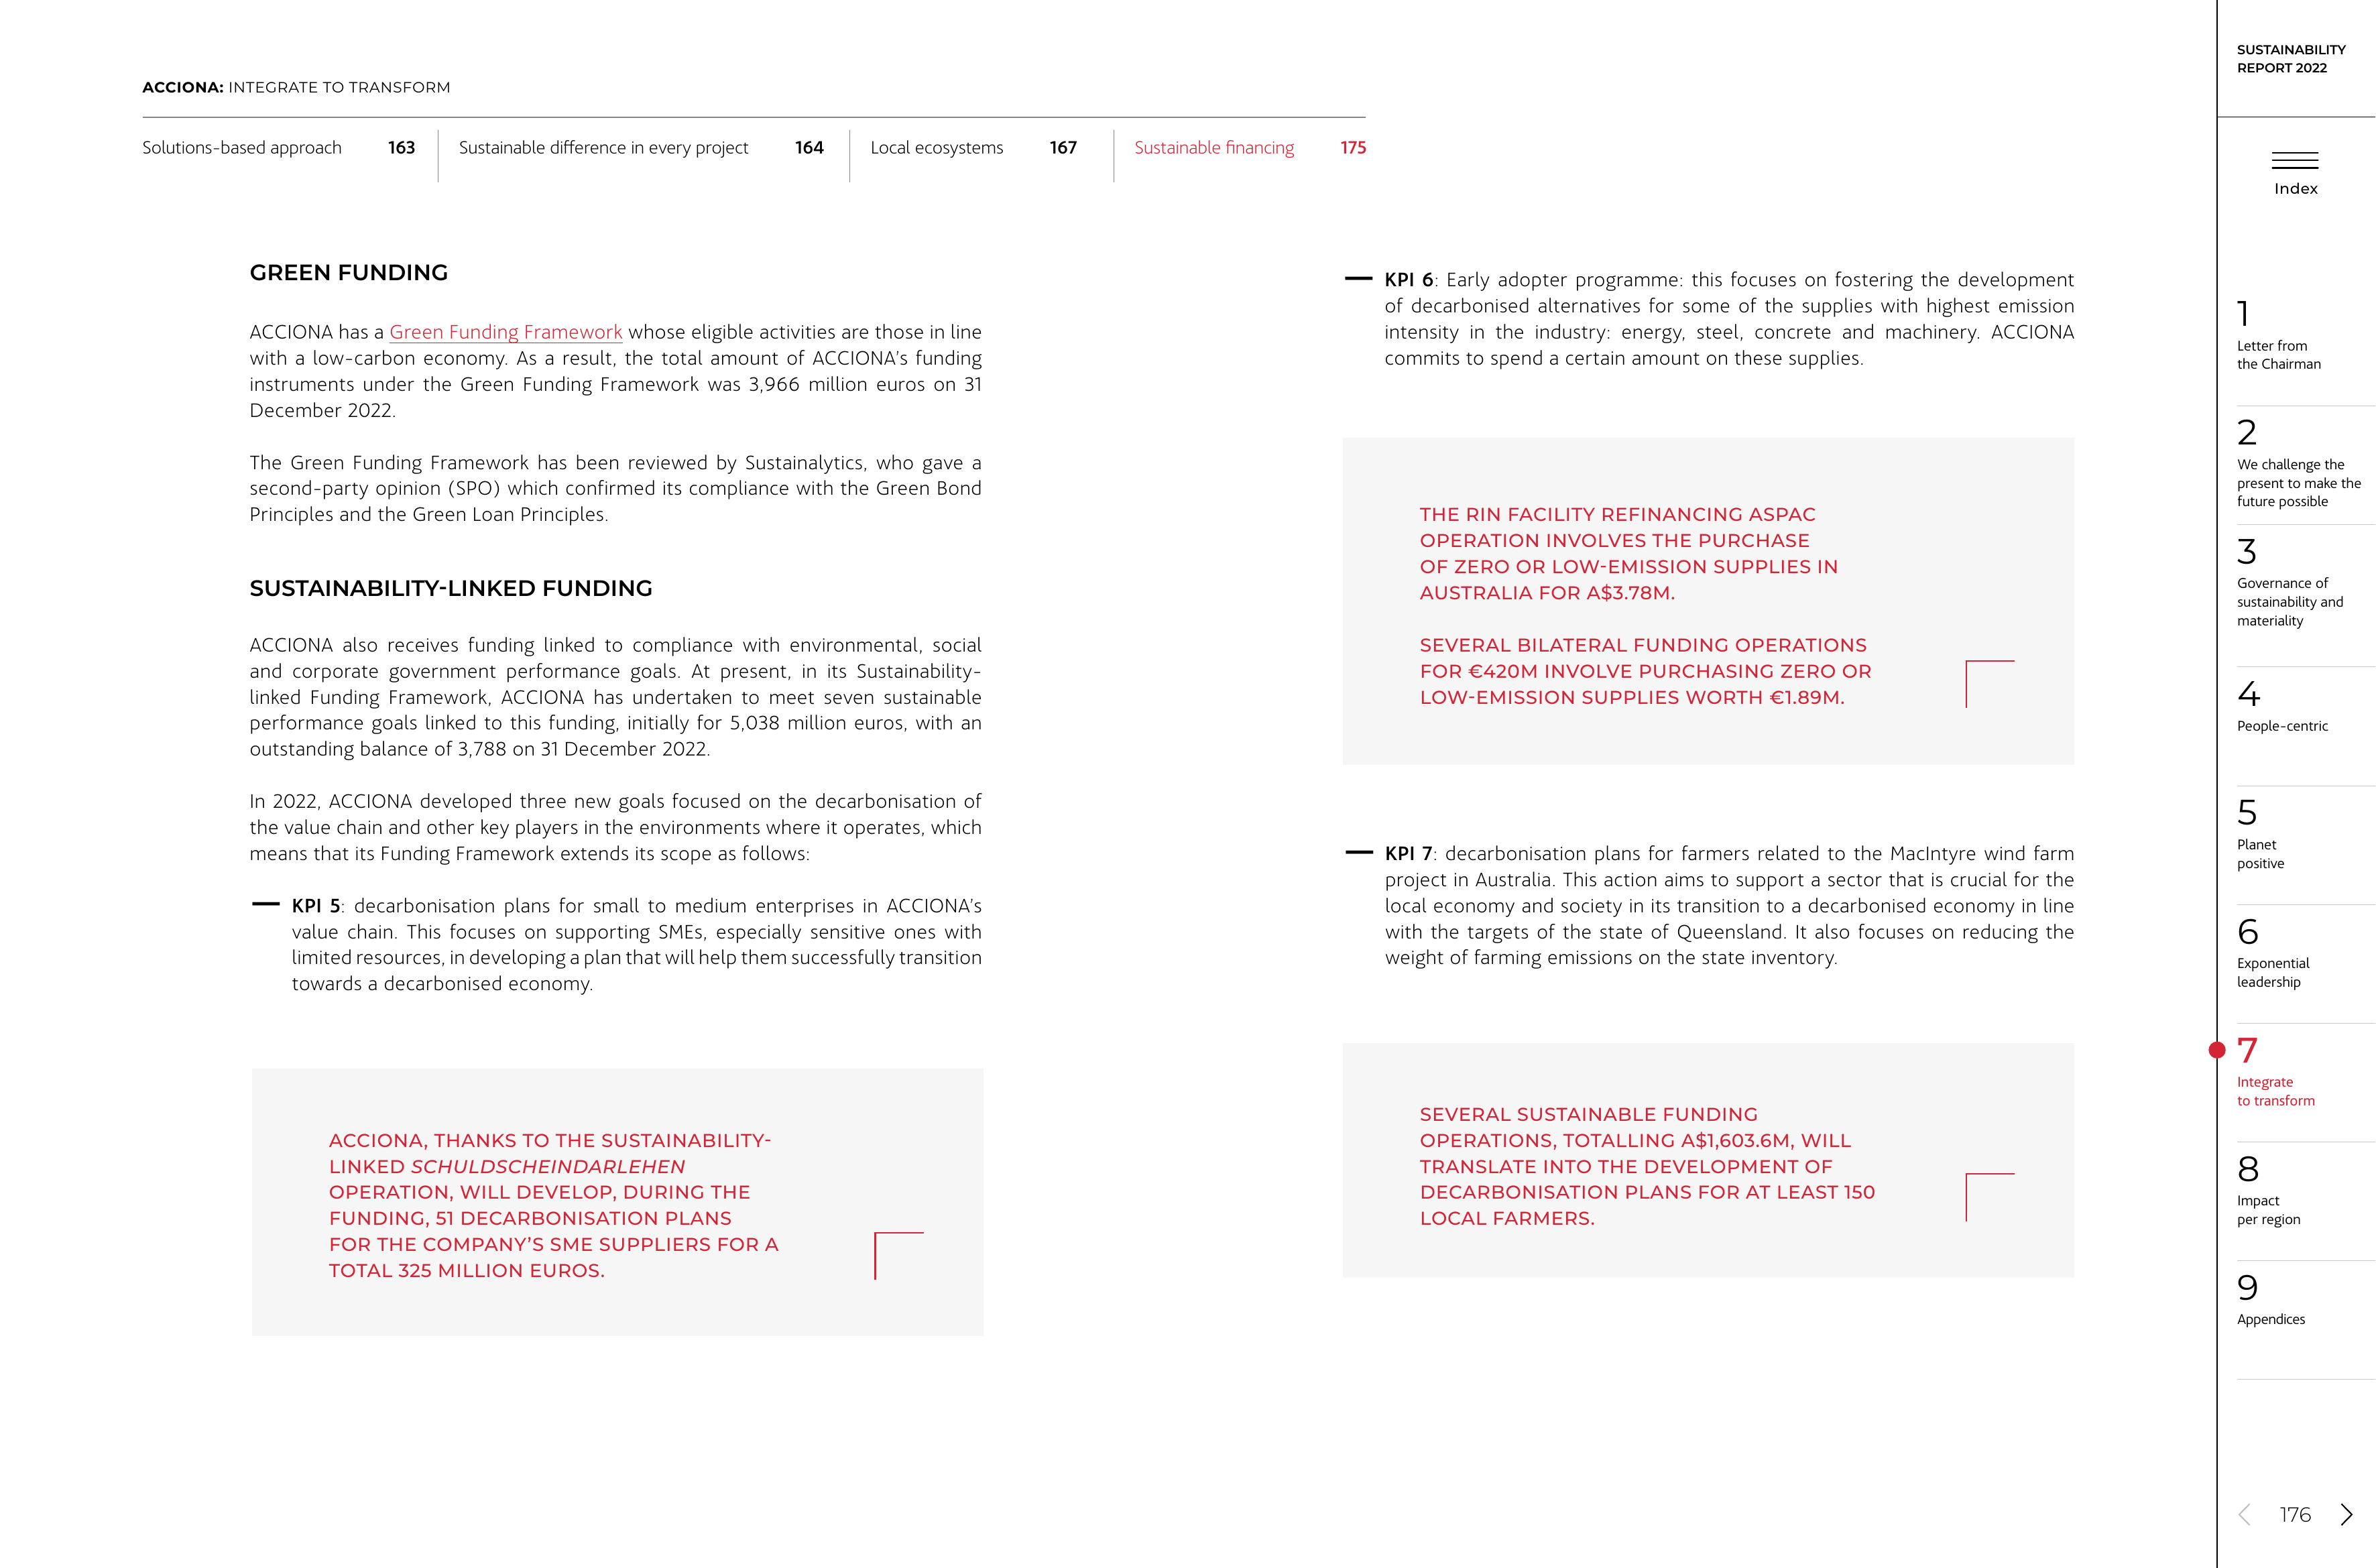 ACCIONA: INTEGRATE TO TRANSFORM
Solutions-based approach 163
Sustainable difference in every project 164
Local ecosystems 167
Sustainable financing 175
GREEN FUNDING
ACCIONA has a Green Funding Framework whose eligible activities are those in line
with a low-carbon economy. As a result, the total amount of ACCIONA's funding
instruments under the Green Funding Framework was 3,966 million euros on 31
December 2022.
The Green Funding Framework has been reviewed by Sustainalytics, who gave a
second-party opinion (SPO) which confirmed its compliance with the Green Bond
Principles and the Green Loan Principles.
SUSTAINABILITY-LINKED FUNDING
ACCIONA also receives funding linked to compliance with environmental, social
and corporate government performance goals. At present, in its Sustainability-
linked Funding Framework, ACCIONA has undertaken to meet seven sustainable
performance goals linked to this funding, initially for 5,038 million euros, with an
outstanding balance of 3,788 on 31 December 2022.
In 2022, ACCIONA developed three new goals focused on the decarbonisation of
the value chain and other key players in the environments where it operates, which
means that its Funding Framework extends its scope as follows:
— KPI 5: decarbonisation plans for small to medium enterprises in ACCIONA's
value chain. This focuses on supporting SMEs, especially sensitive ones with
limited resources, in developing a plan that will help them successfully transition
towards a decarbonised economy.
ACCIONA, THANKS TO THE SUSTAINABILITY-
LINKED SCHULDSCHEINDARLEHEN
OPERATION, WILL DEVELOP, DURING THE
FUNDING, 51 DECARBONISATION PLANS
FOR THE COMPANY'S SME SUPPLIERS FOR A
TOTAL 325 MILLION EUROS.
— KPI 6: Early adopter programme: this focuses on fostering the development
of decarbonised alternatives for some of the supplies with highest emission
intensity in the industry: energy, steel, concrete and machinery. ACCIONA
commits to spend a certain amount on these supplies.
THE RIN FACILITY REFINANCING ASPAC
OPERATION INVOLVES THE PURCHASE
OF ZERO OR LOW-EMISSION SUPPLIES IN
AUSTRALIA FOR A$3.78M.
SEVERAL BILATERAL FUNDING OPERATIONS
FOR €420M INVOLVE PURCHASING ZERO OR
LOW-EMISSION SUPPLIES WORTH €1.89M.
— KPI 7: decarbonisation plans for farmers related to the MacIntyre wind farm
project in Australia. This action aims to support a sector that is crucial for the
local economy and society in its transition to a decarbonised economy in line
with the targets of the state of Queensland. It also focuses on reducing the
weight of farming emissions on the state inventory.
SEVERAL SUSTAINABLE FUNDING
OPERATIONS, TOTALLING A$1,603.6M, WILL
TRANSLATE INTO THE DEVELOPMENT OF
DECARBONISATION PLANS FOR AT LEAST 150
LOCAL FARMERS.
SUSTAINABILITY
REPORT 2022
Index
1
Letter from
the Chairman
2
We challenge the
present to make the
future possible
3
Governance of
sustainability and
materiality
4
People-centric
5
Planet
positive
6
Exponential
leadership
7
Integrate
to transform
8
Impact
per region
9
Appendices
176